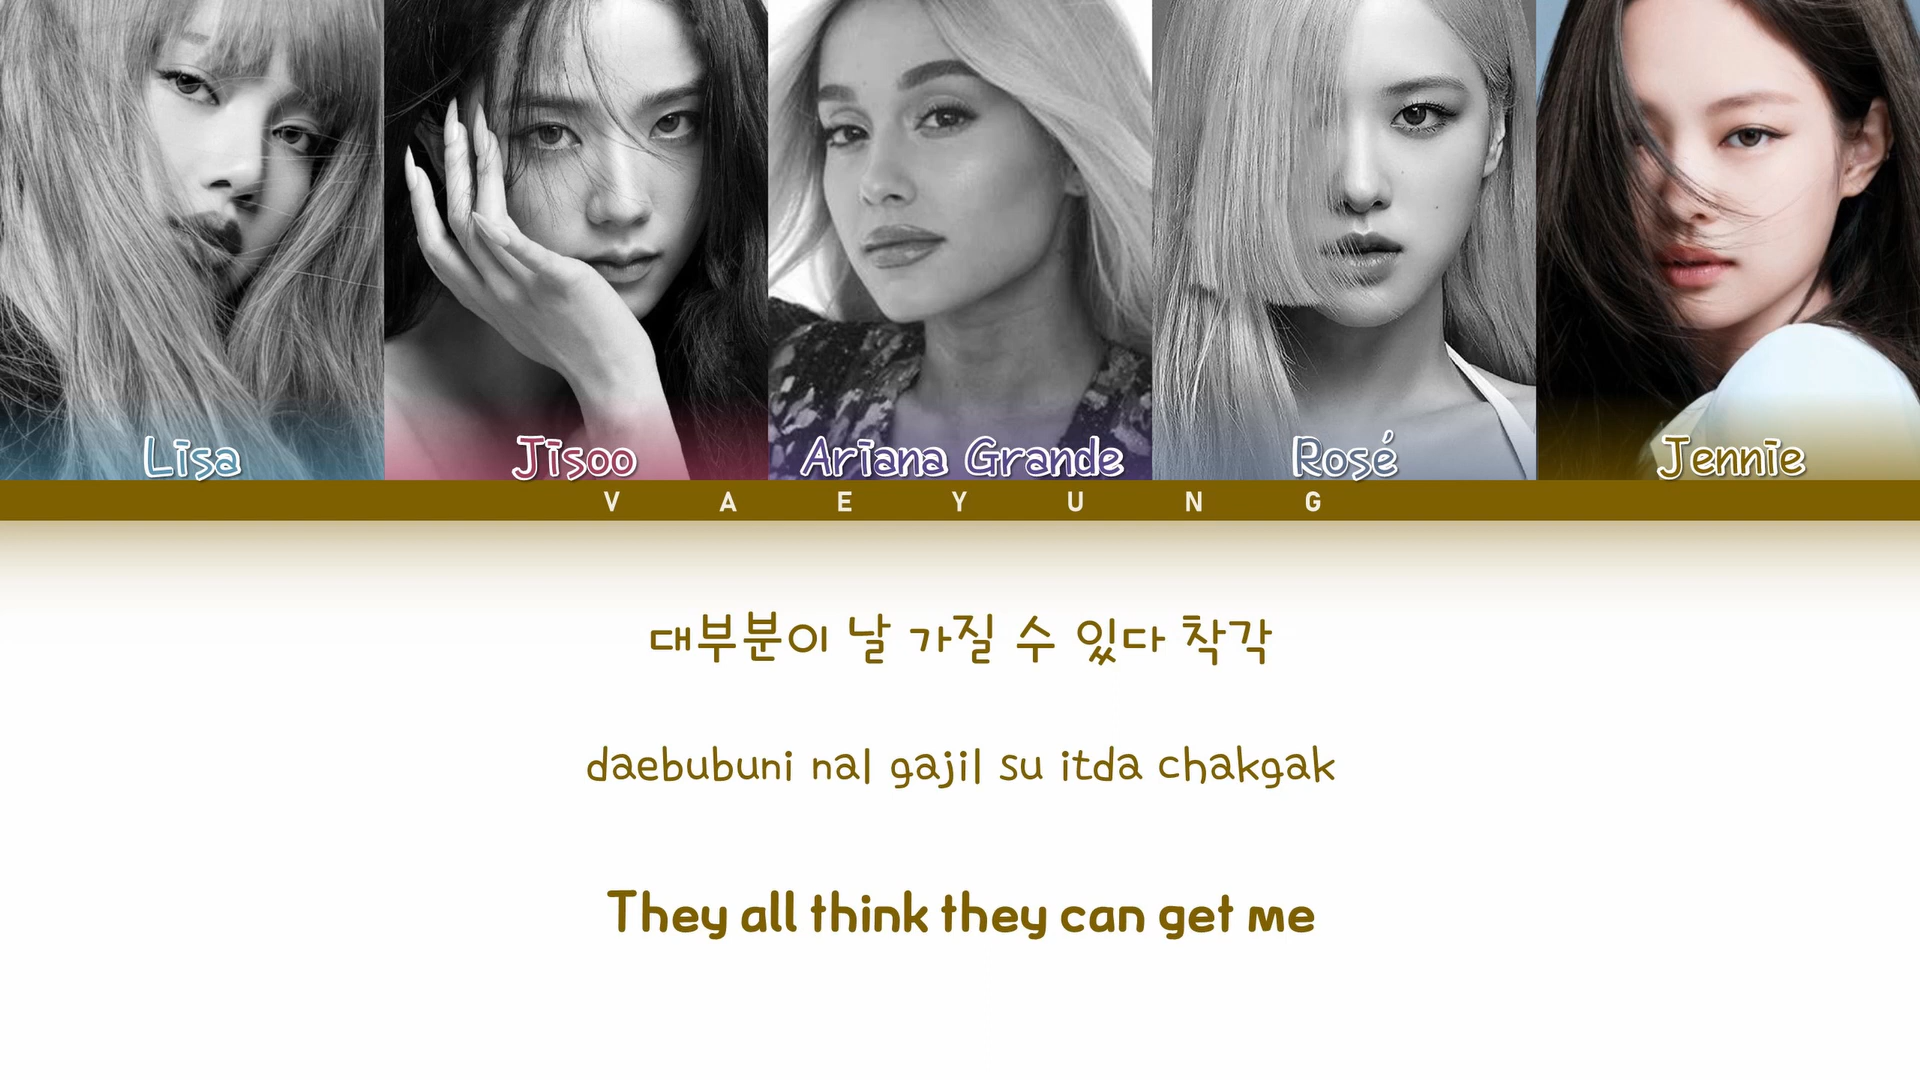 Lisa Jisoo Ariana Grande Rosé Jennie
VAEYUNG
대부분이 날 가질 수 있다 착각
daebubuni nal gajil su itda chakgak
They all think they can get me